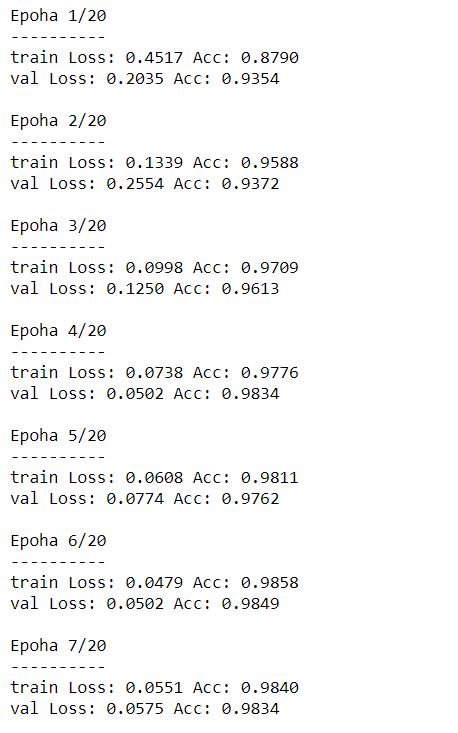 Epoha 1/20
----------
train Loss: 0.4517 Acc: 0.8790
val Loss: 0.2035 Acc: 0.9354

Epoha 2/20
----------
train Loss: 0.1339 Acc: 0.9588
val Loss: 0.2554 Acc: 0.9372

Epoha 3/20
----------
train Loss: 0.0998 Acc: 0.9709
val Loss: 0.1250 Acc: 0.9613

Epoha 4/20
----------
train Loss: 0.0738 Acc: 0.9776
val Loss: 0.0502 Acc: 0.9834

Epoha 5/20
----------
train Loss: 0.0608 Acc: 0.9811
val Loss: 0.0774 Acc: 0.9762

Epoha 6/20
----------
train Loss: 0.0479 Acc: 0.9858
val Loss: 0.0502 Acc: 0.9849

Epoha 7/20
----------
train Loss: 0.0551 Acc: 0.9840
val Loss: 0.0575 Acc: 0.9834